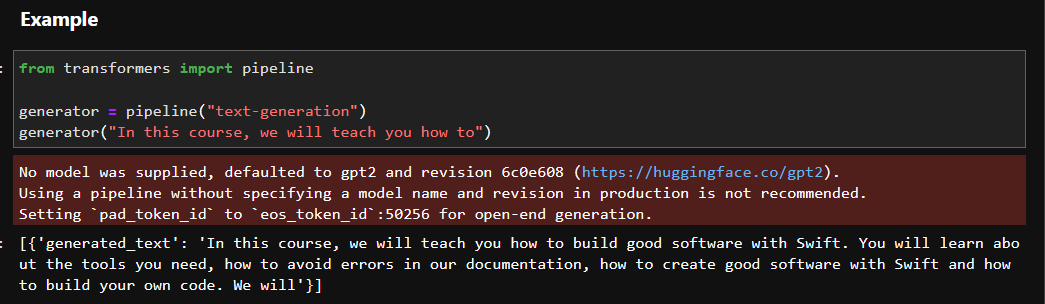 Example
: from transformers import pipeline
generator = pipeline("text-generation")
generator("In this course, we will teach you how to")
No model was supplied, defaulted to gpt2 and revision 6c0e608 (https://huggingface.co/gpt2).
Using a pipeline without specifying a model name and revision in production is not recommended.
Setting `pad_token_id` to `eos_token_id`:50256 for open-end generation.
: [{'generated_text': 'In this course, we will teach you how to build good software with Swift. You will learn abo
ut the tools you need, how to avoid errors in our documentation, how to create good software with Swift and how
to build your own code. We will'}]